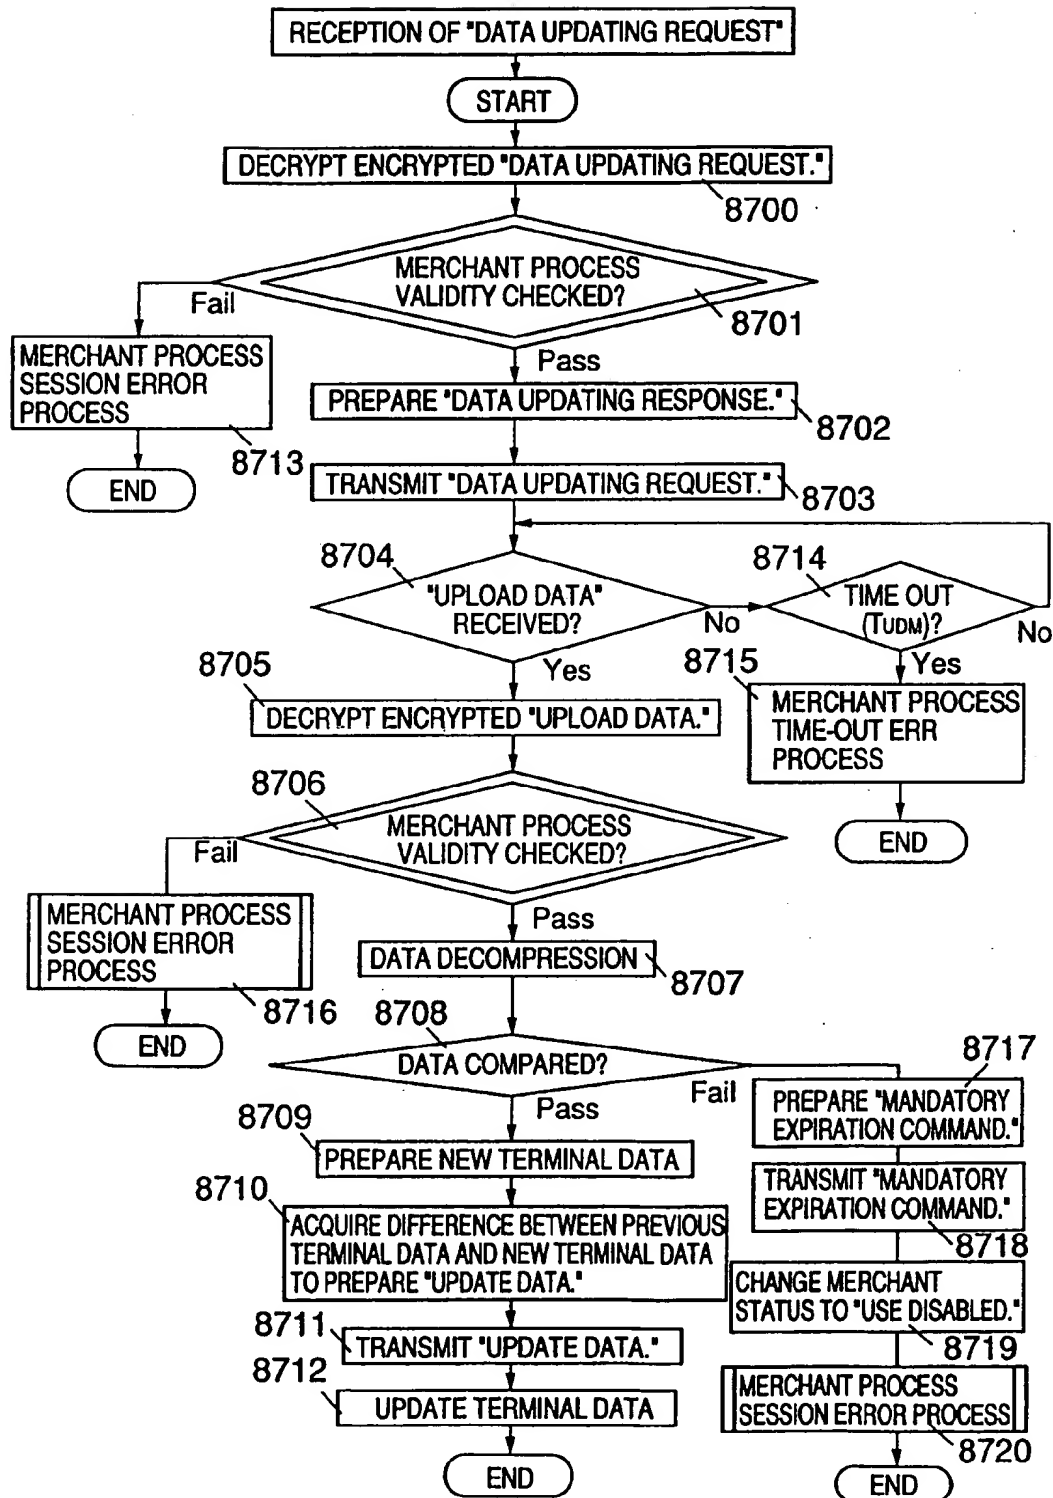 RECEPTION OF "DATA UPDATING REQUEST"
START
DECRYPT ENCRYPTED "DATA UPDATING REQUEST."
8700
MERCHANT PROCESS
VALIDITY CHECKED?
8701
Fail
Pass
MERCHANT PROCESS
SESSION ERROR
PROCESS
8713
END
PREPARE "DATA UPDATING RESPONSE."
8702
TRANSMIT "DATA UPDATING REQUEST."
8703
8704
"UPLOAD DATA"
RECEIVED?
No
Yes
8714
TIME OUT
(TUDM)?
No
Yes
8715
MERCHANT PROCESS
TIME-OUT ERR
PROCESS
END
8705
DECRYPT ENCRYPTED "UPLOAD DATA."
8706
MERCHANT PROCESS
VALIDITY CHECKED?
Fail
Pass
MERCHANT PROCESS
SESSION ERROR
PROCESS
8716
END
DATA DECOMPRESSION
8707
8708
DATA COMPARED?
Fail
Pass
8709
PREPARE NEW TERMINAL DATA
8710
ACQUIRE DIFFERENCE BETWEEN PREVIOUS
TERMINAL DATA AND NEW TERMINAL DATA
TO PREPARE "UPDATE DATA."
8711
TRANSMIT "UPDATE DATA."
8712
UPDATE TERMINAL DATA
END
8717
PREPARE "MANDATORY
EXPIRATION COMMAND."
TRANSMIT "MANDATORY
EXPIRATION COMMAND."
8718
CHANGE MERCHANT
STATUS TO "USE DISABLED."
8719
MERCHANT PROCESS
SESSION ERROR PROCESS
8720
END